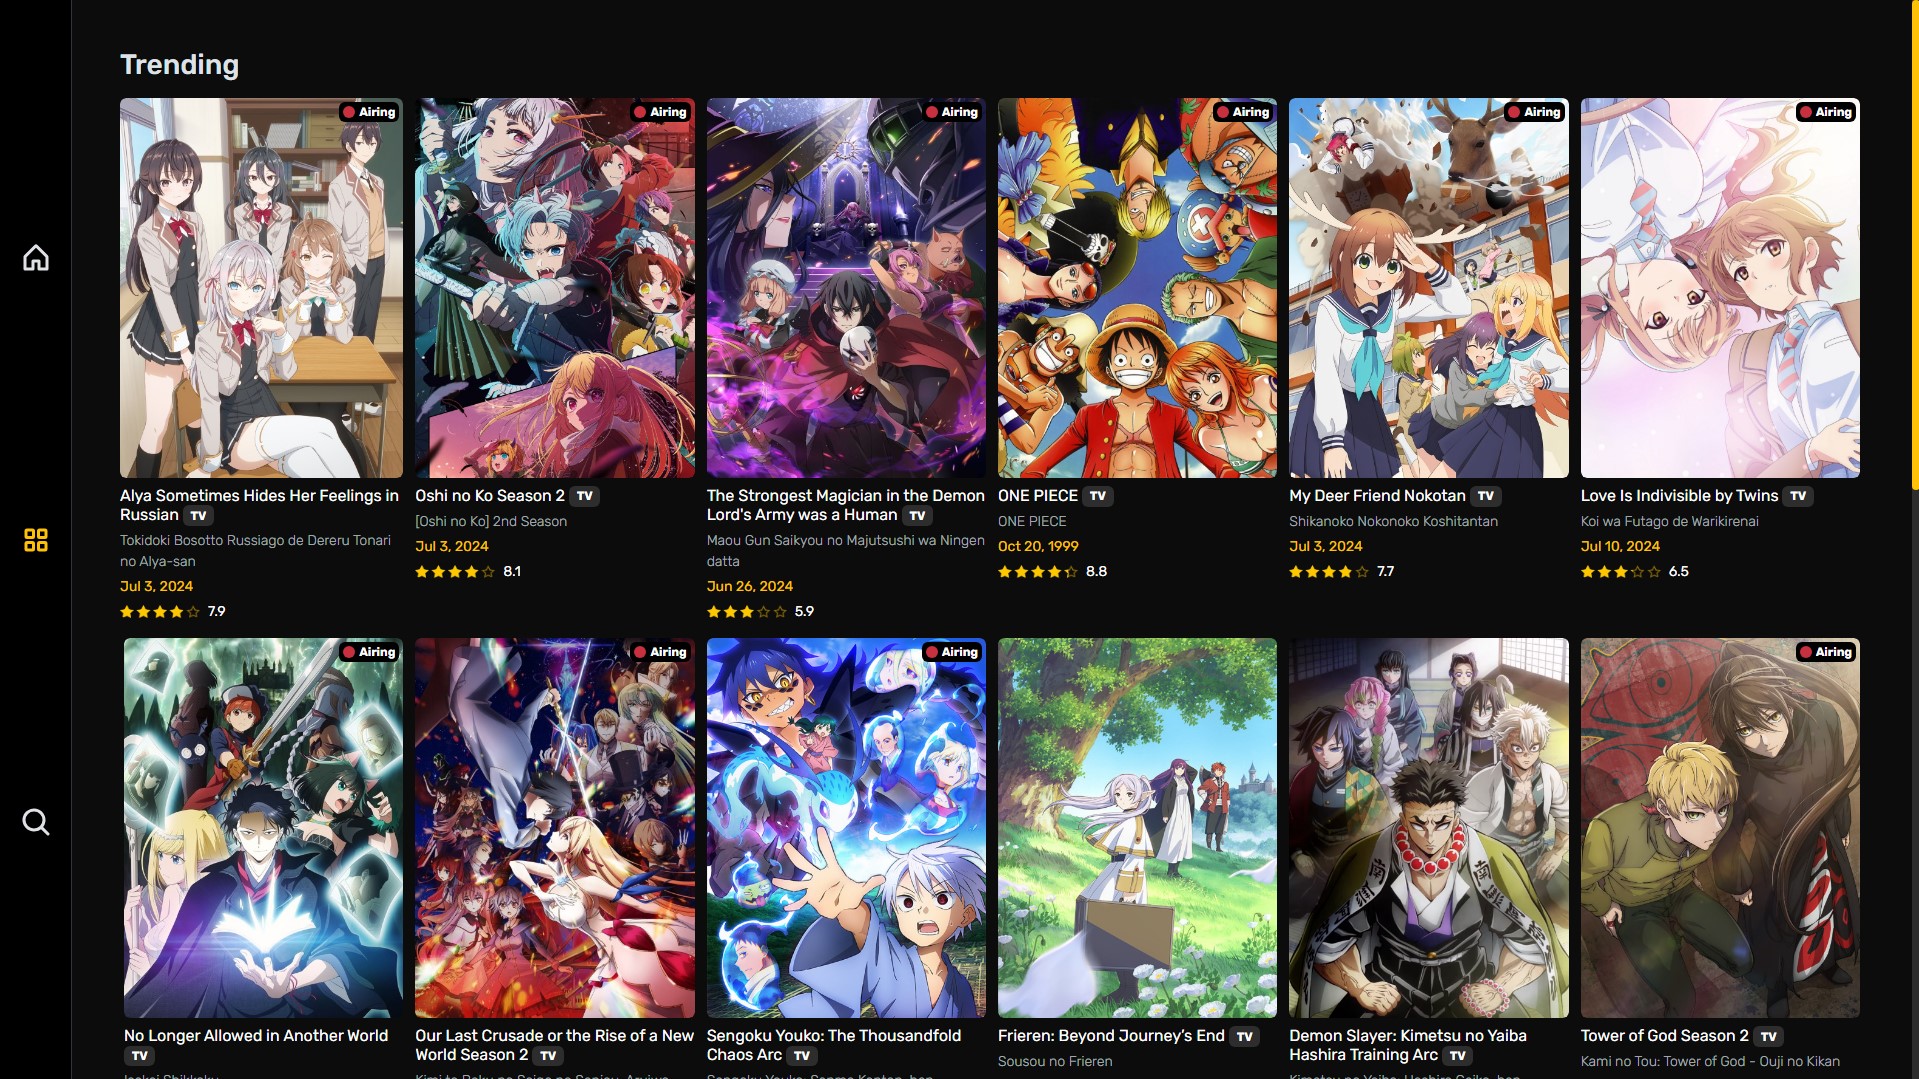 Trending
Airing
Airing
Airing
Airing
Airing
Airing
Alya Sometimes Hides Her Feelings in
Russian TV
Tokidoki Bosotto Russiago de Dereru Tonari
no Alya-san
Jul 3, 2024
7.9
Oshi no Ko Season 2 TV
[Oshi no Ko] 2nd Season
Jul 3, 2024
8.1
The Strongest Magician in the Demon
Lord's Army was a Human TV
Maou Gun Saikyou no Majutsushi wa Ningen
datta
Jun 26, 2024
5.9
ONE PIECE TV
ONE PIECE
Oct 20, 1999
8.8
My Deer Friend Nokotan TV
Shikanoko Nokonoko Koshitantan
Jul 3, 2024
7.7
Love Is Indivisible by Twins TV
Koi wa Futago de Warikirenai
Jul 10, 2024
6.5
Airing
Airing
Airing
Airing
No Longer Allowed in Another World
TV
Our Last Crusade or the Rise of a New
World Season 2 TV
Sengoku Youko: The Thousandfold
Chaos Arc TV
Frieren: Beyond Journey’s End TV
Sousou no Frieren
Demon Slayer: Kimetsu no Yaiba
Hashira Training Arc TV
Tower of God Season 2 TV
Kami no Tou: Tower of God - Ouji no Kikan